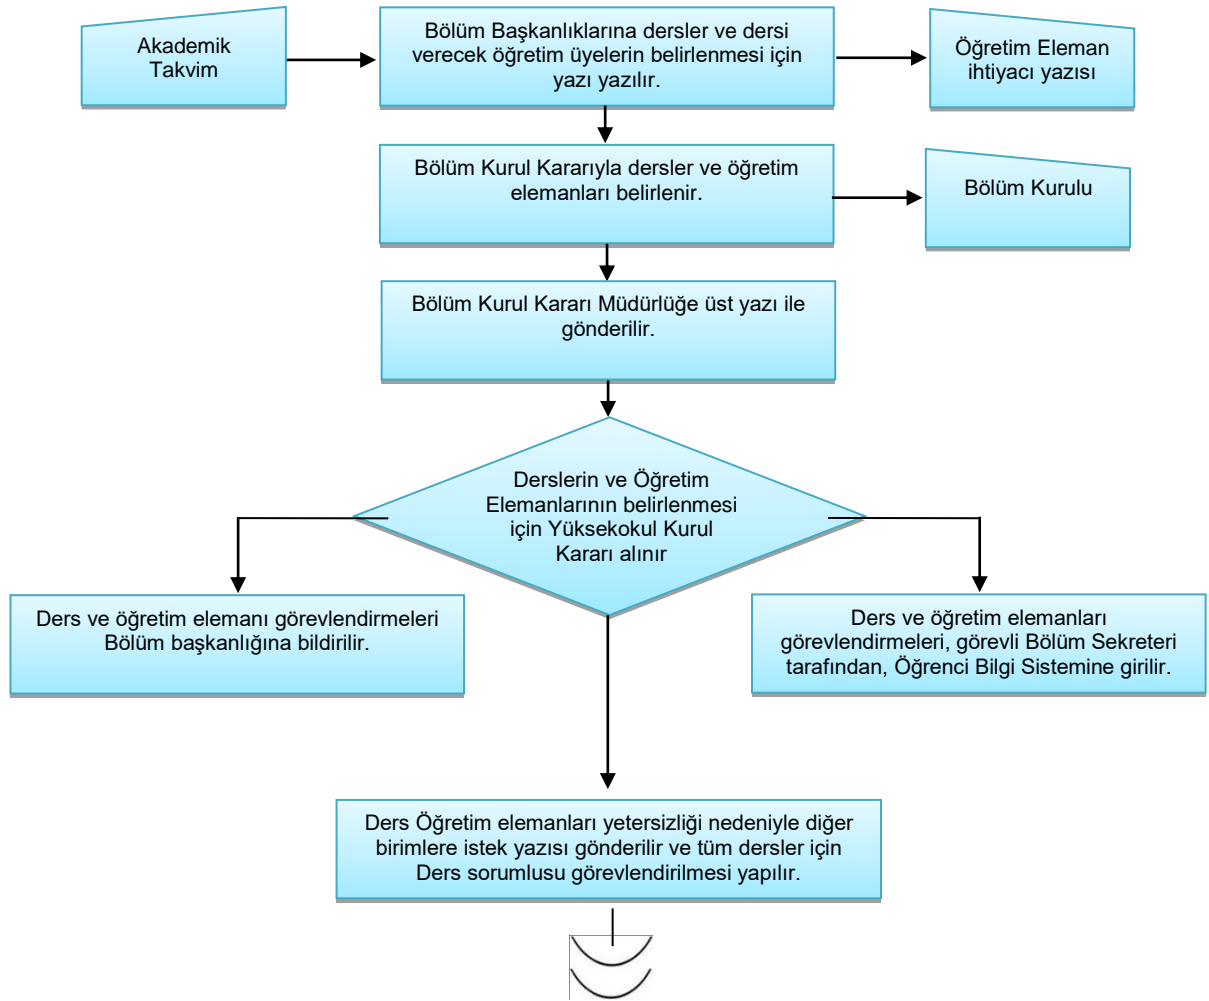 Akademik
Takvim
Bölüm Başkanlıklarına dersler ve dersi
verecek öğretim üyelerin belirlenmesi için
yazı yazılır.
Öğretim Eleman
ihtiyacı yazısı
Bölüm Kurul Kararıyla dersler ve öğretim
elemanları belirlenir.
Bölüm Kurulu
Bölüm Kurul Kararı Müdürlüğe üst yazı ile
gönderilir.
Derslerin ve Öğretim
Elemanlarının belirlenmesi
için Yüksekokul Kurul
Kararı alınır
Ders ve öğretim elemanı görevlendirmeleri
Bölüm başkanlığına bildirilir.
Ders ve öğretim elemanları
görevlendirmeleri, görevli Bölüm Sekreteri
tarafından, Öğrenci Bilgi Sistemine girilir.
Ders Öğretim elemanları yetersizliği nedeniyle diğer
birimlere istek yazısı gönderilir ve tüm dersler için
Ders sorumlusu görevlendirilmesi yapılır.